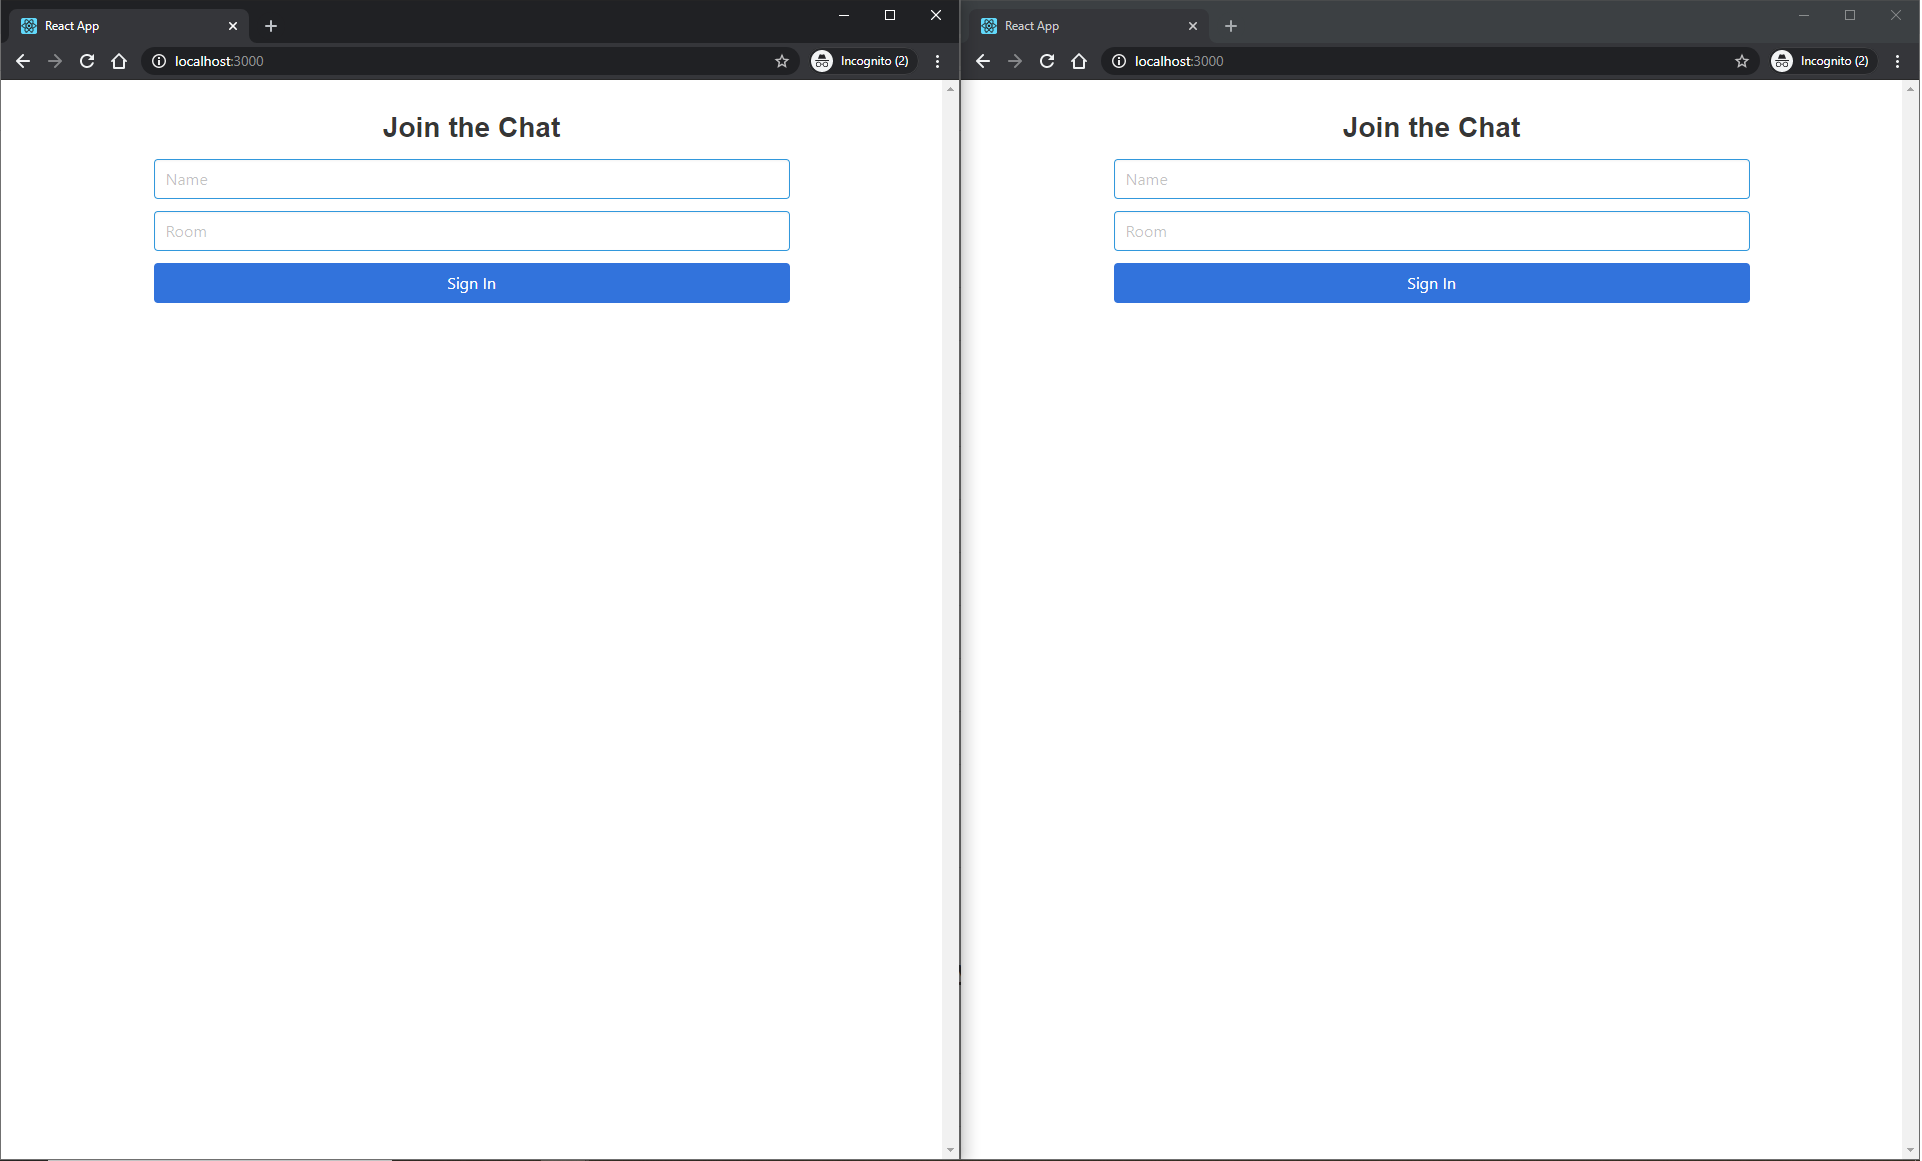 React App
localhost:3000
Incognito (2)
Join the Chat
Name
Room
Sign In
React App
localhost:3000
Incognito (2)
Join the Chat
Name
Room
Sign In